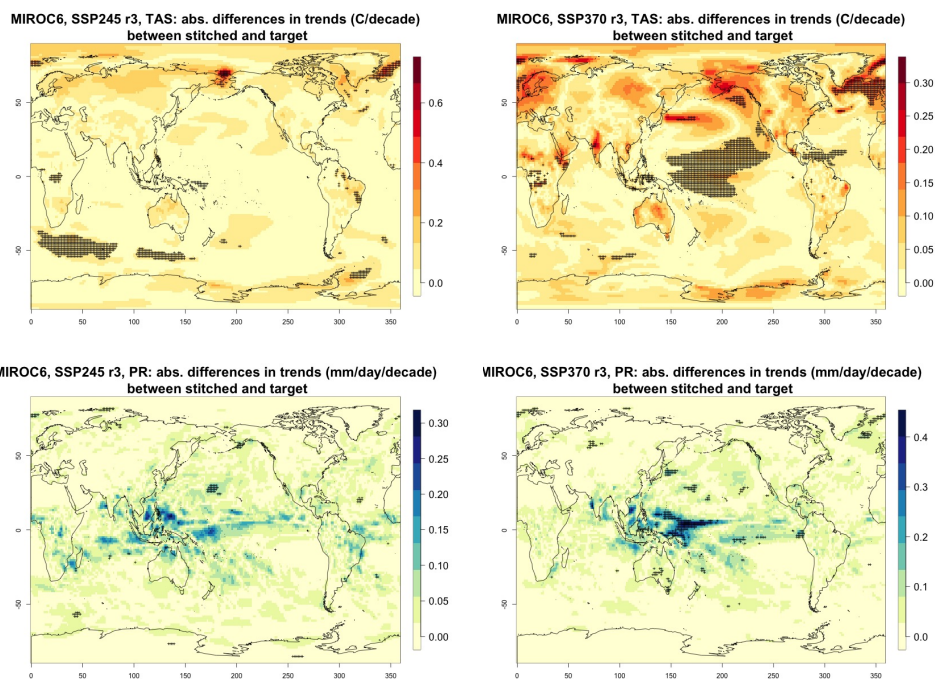 MIROC6, SSP245 r3, TAS: abs. differences in trends (C/decade)
between stitched and target
0.6
0.4
0.2
0.0
50
0
-50
0 50 100 150 200 250 300 350
MIROC6, SSP370 r3, TAS: abs. differences in trends (C/decade)
between stitched and target
0.30
0.25
0.20
0.15
0.10
0.05
0.00
50
0
-50
0 50 100 150 200 250 300 350
MIROC6, SSP245 r3, PR: abs. differences in trends (mm/day/decade)
between stitched and target
0.30
0.25
0.20
0.15
0.10
0.05
0.00
50
0
-50
0 50 100 150 200 250 300 350
MIROC6, SSP370 r3, PR: abs. differences in trends (mm/day/decade)
between stitched and target
0.4
0.3
0.2
0.1
0.0
50
0
-50
0 50 100 150 200 250 300 350